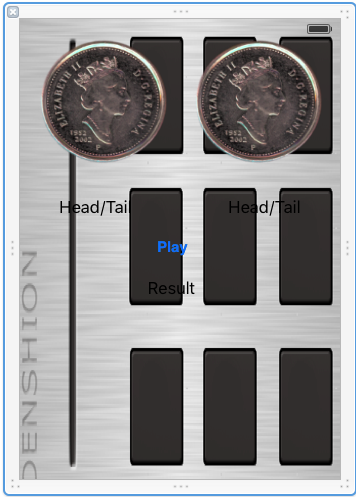 ELIZABETH II D·G·REGINA
1952 2002
P
ELIZABETH II D·G·REGINA
1952 2002
P
Head/Tail Head/Tail
Play
Result
DENSHION